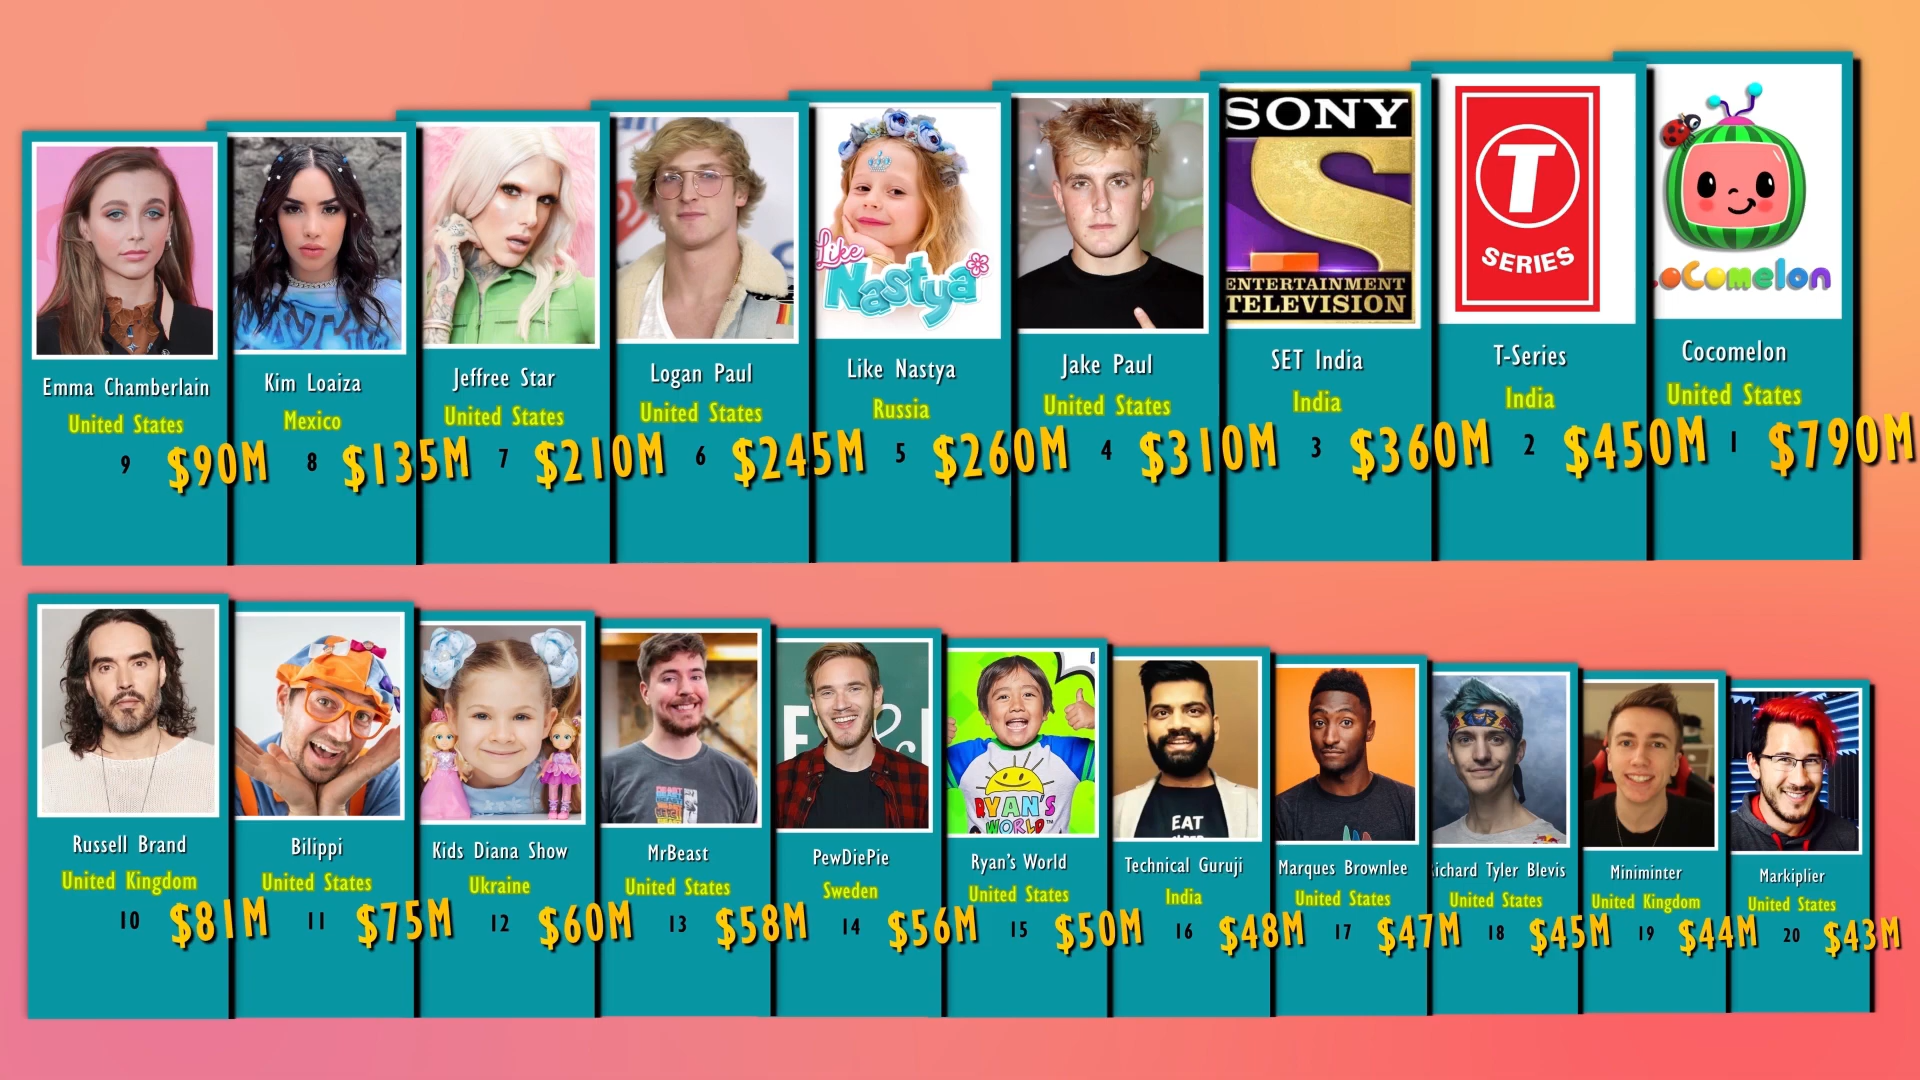 SONY
ENTERTAINMENT
TELEVISION
T
SERIES
CoComelon
Like
Nastya
Emma Chamberlain
United States
9 $90M
Kim Loaiza
Mexico
8 $135M
Jeffree Star
United States
7 $210M
Logan Paul
United States
6 $245M
Like Nastya
Russia
5 $260M
Jake Paul
United States
4 $310M
SET India
India
3 $360M
T-Series
India
2 $450M
Cocomelon
United States
1 $790M
RYAN'S
WORLD
EAT
Russell Brand
United Kingdom
10 $81M
Bilippi
United States
11 $75M
Kids Diana Show
Ukraine
12 $60M
MrBeast
United States
13 $58M
PewDiePie
Sweden
14 $56M
Ryan's World
United States
15 $50M
Technical Guruji
India
16 $48M
Marques Brownlee
United States
17 $47M
Richard Tyler Blevis
United States
18 $45M
Miniminter
United Kingdom
19 $44M
Markiplier
United States
20 $43M